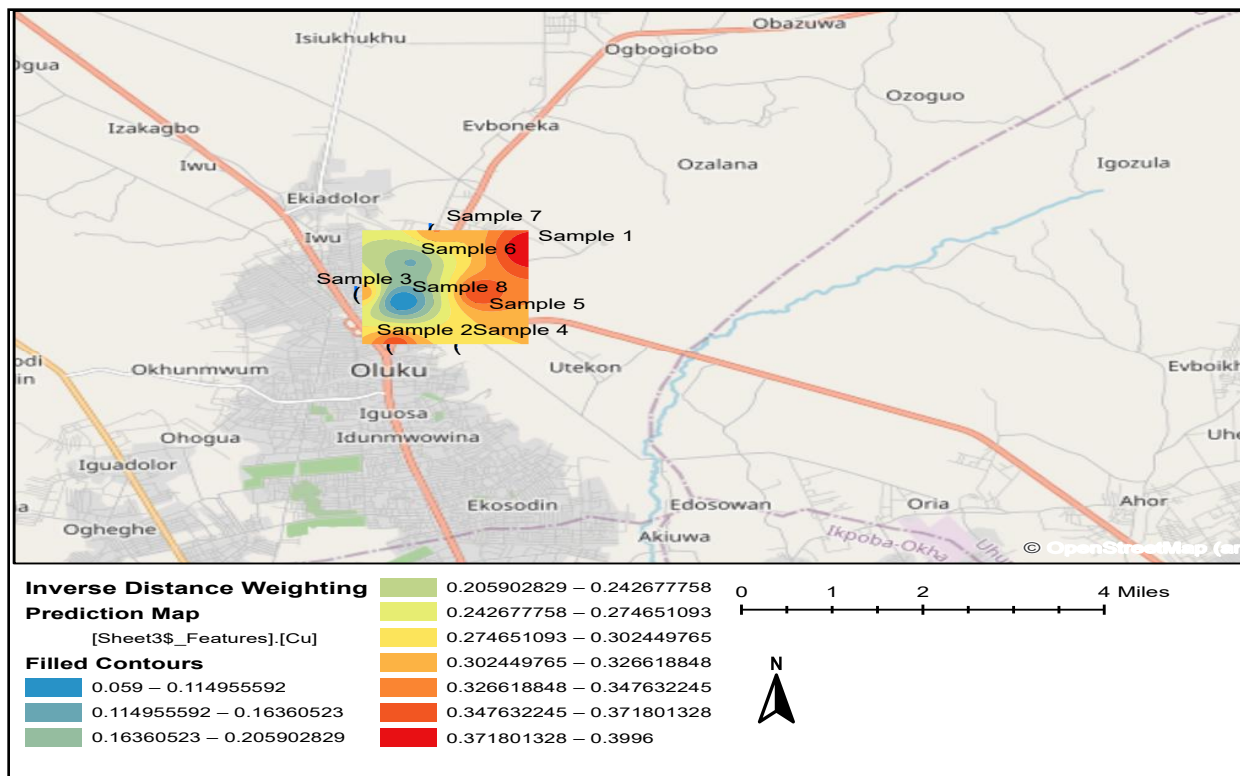 Obazuwa
Isiukhukhu
Ogbogiobo
Ogua
Ozoguo
Izakagbo
Evboneka
Iwu
Ozalana
Igozula
Ekiadolor
Sample 7
Iwu
Sample 1
Sample 6
Sample 3
Sample 8
Sample 5
Sample 2
Sample 4
Okhunmwum
Oluku
Utekon
Evboikh
Iguosa
Ohogua
Idunmwowina
Uhe
Iguadolor
Ekosodin
Edosowan
Oria
Ahor
Ogheghe
Akiuwa
Ikpoba-Okha
Uhu
© OpenStreetMap (an
Inverse Distance Weighting
Prediction Map
[Sheet3$_Features].[Cu]
Filled Contours
0.059 – 0.114955592
0.114955592 – 0.16360523
0.16360523 – 0.205902829
0.205902829 – 0.242677758
0.242677758 – 0.274651093
0.274651093 – 0.302449765
0.302449765 – 0.326618848
0.326618848 – 0.347632245
0.347632245 – 0.371801328
0.371801328 – 0.3996
0 1 2 4 Miles
N